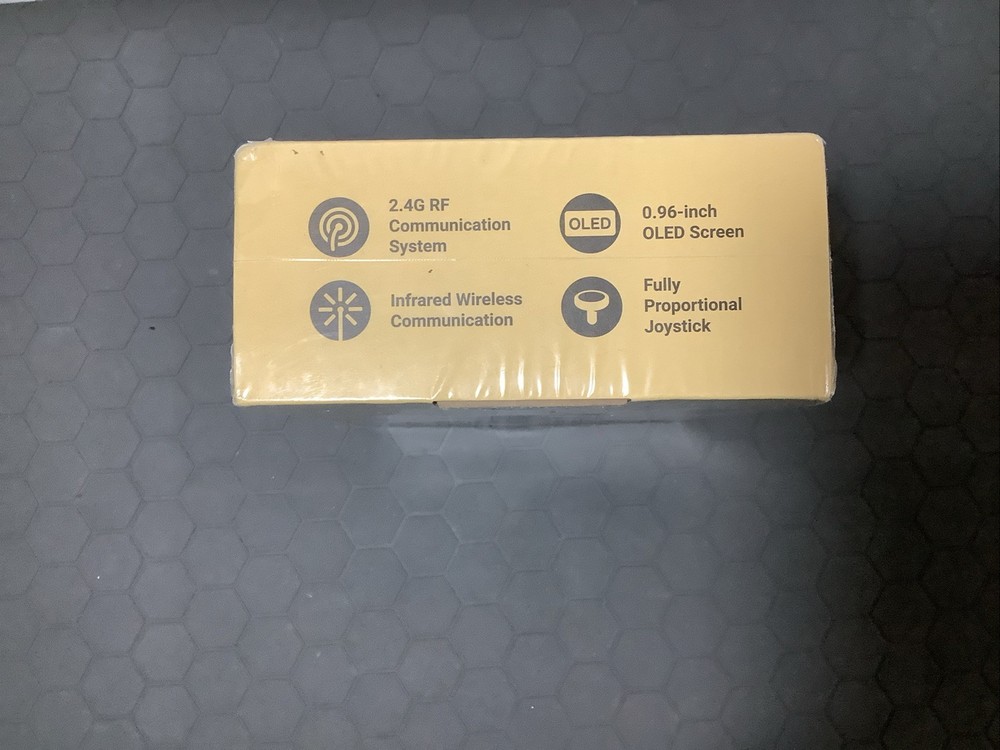 2.4G RF
Communication
System
OLED
0.96-inch
OLED Screen
Infrared Wireless
Communication
Fully
Proportional
Joystick